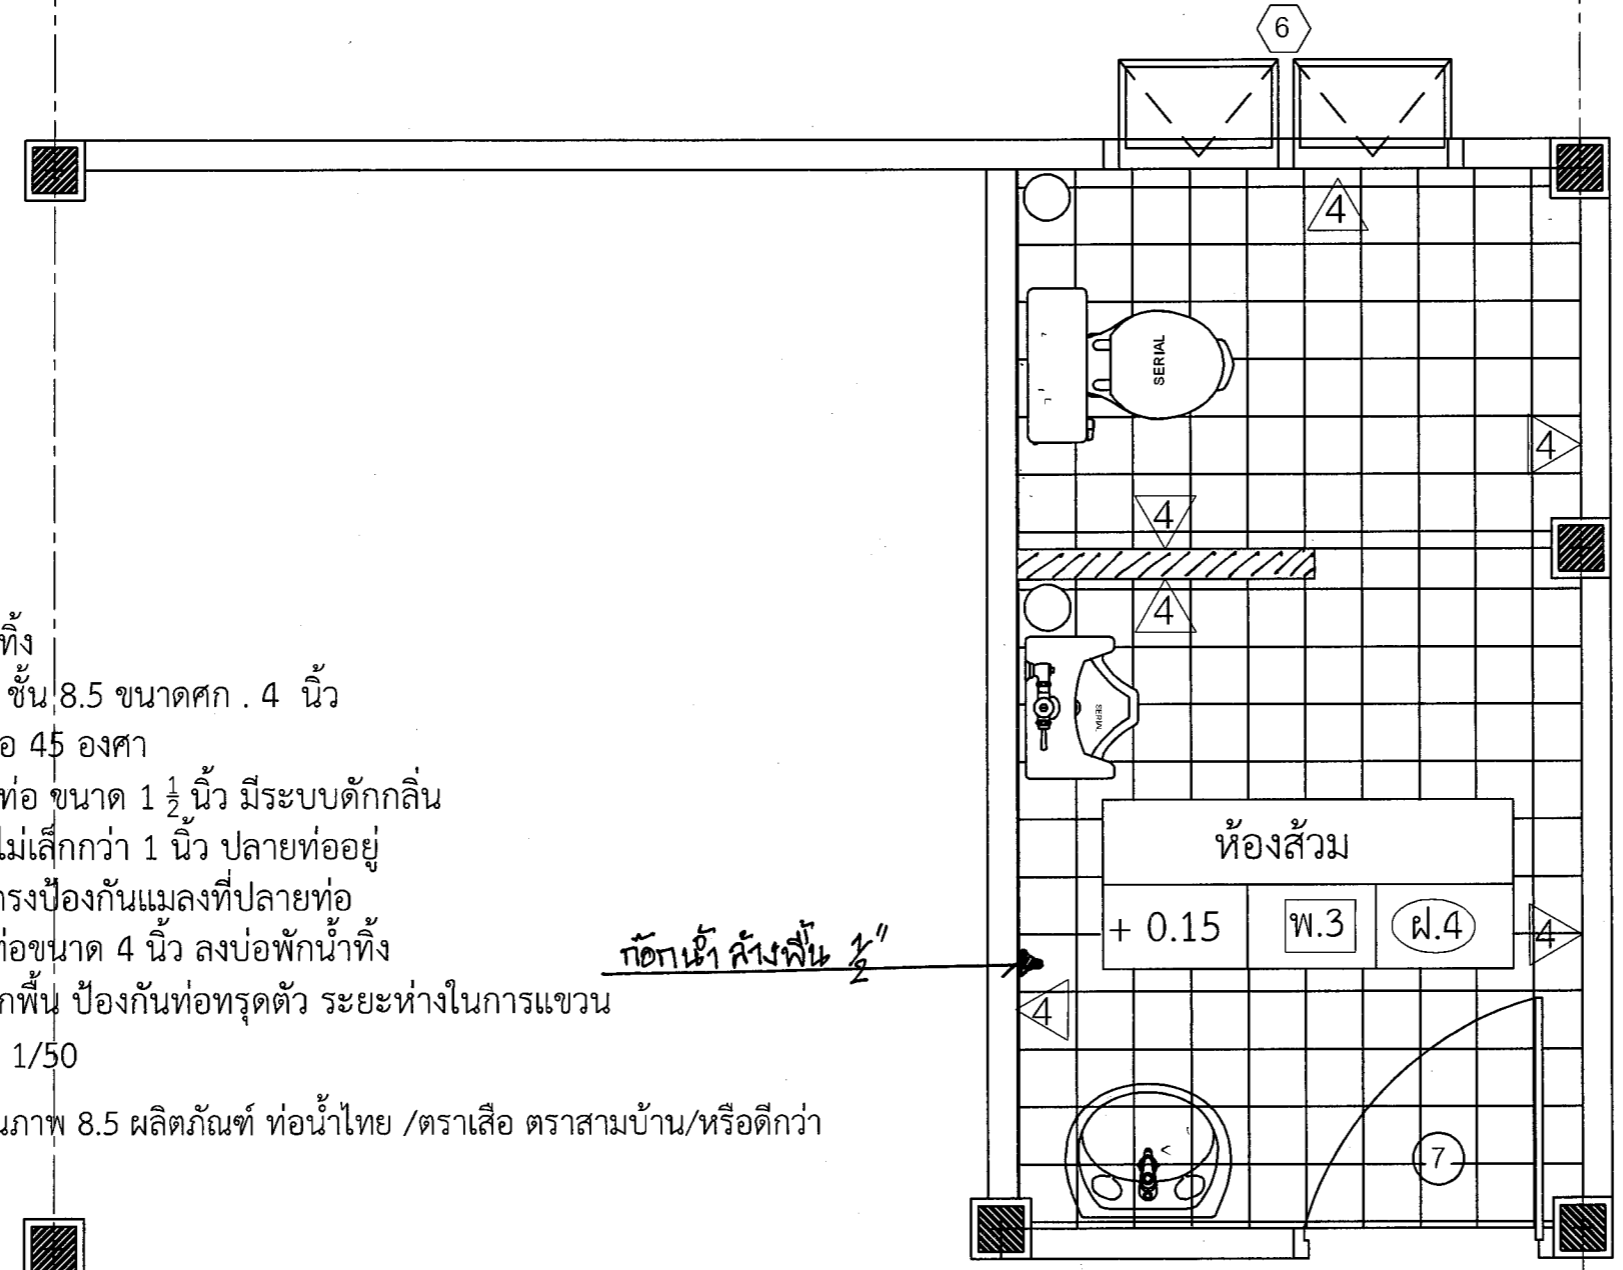 6
4
SERIAL
4
4
4
ทิ้ง
ชั้น 8.5 ขนาดศก . 4 นิ้ว
45 องศา
ท่อ ขนาด 1 ½ นิ้ว มีระบบดักกลิ่น
ไม่เล็กกว่า 1 นิ้ว ปลายท่ออยู่
ป้องกันแมลงที่ปลายท่อ
ท่อขนาด 4 นิ้ว ลงบ่อพักน้ำทิ้ง
พื้น ป้องกันท่อทรุดตัว ระยะห่างในการแขวน
1/50
8.5 ผลิตภัณฑ์ ท่อน้ำไทย /ตราเสือ ตราสามบ้าน/หรือดีกว่า
ห้องส้วม
+ 0.15 พ.3 ฝ.4 4
ก๊อกน้ำ ล้างพื้น ½"
4
7